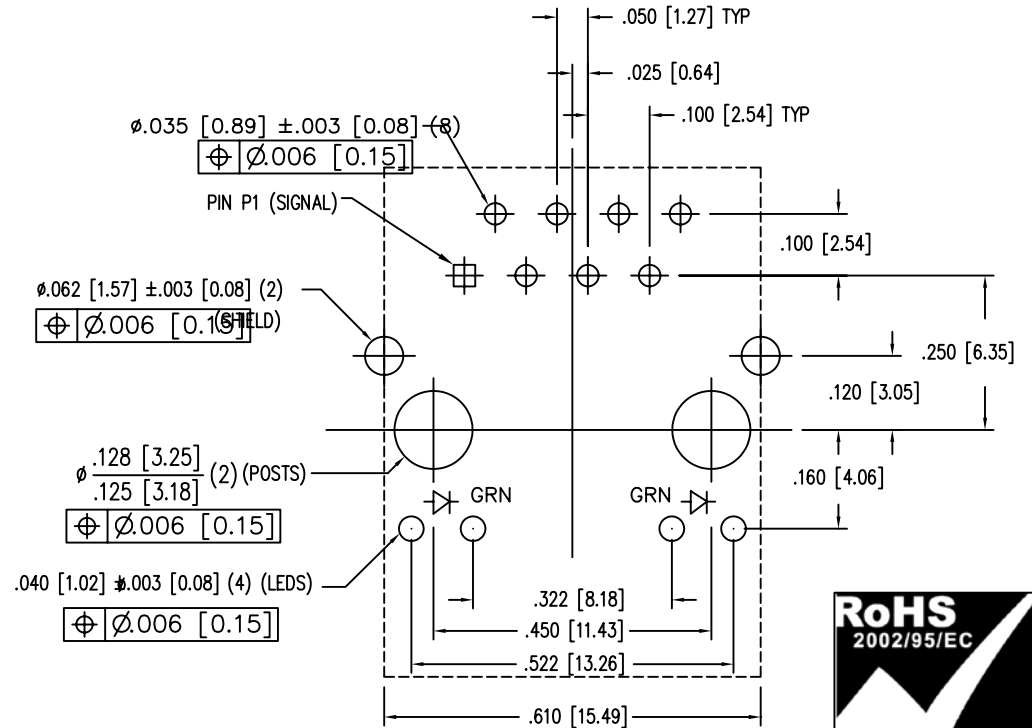 .050 [1.27] TYP
.025 [0.64]
.100 [2.54] TYP
ø.035 [0.89] ±.003 [0.08] (8)
⌖ Ø.006 [0.15]
PIN P1 (SIGNAL)
.100 [2.54]
ø.062 [1.57] ±.003 [0.08] (2)
(SHIELD)
⌖ Ø.006 [0.15]
.250 [6.35]
.120 [3.05]
ø .128 [3.25]
.125 [3.18] (2) (POSTS)
⌖ Ø.006 [0.15]
GRN
GRN
.160 [4.06]
.040 [1.02] ±.003 [0.08] (4) (LEDS)
⌖ Ø.006 [0.15]
.322 [8.18]
.450 [11.43]
.522 [13.26]
.610 [15.49]
RoHS
2002/95/EC